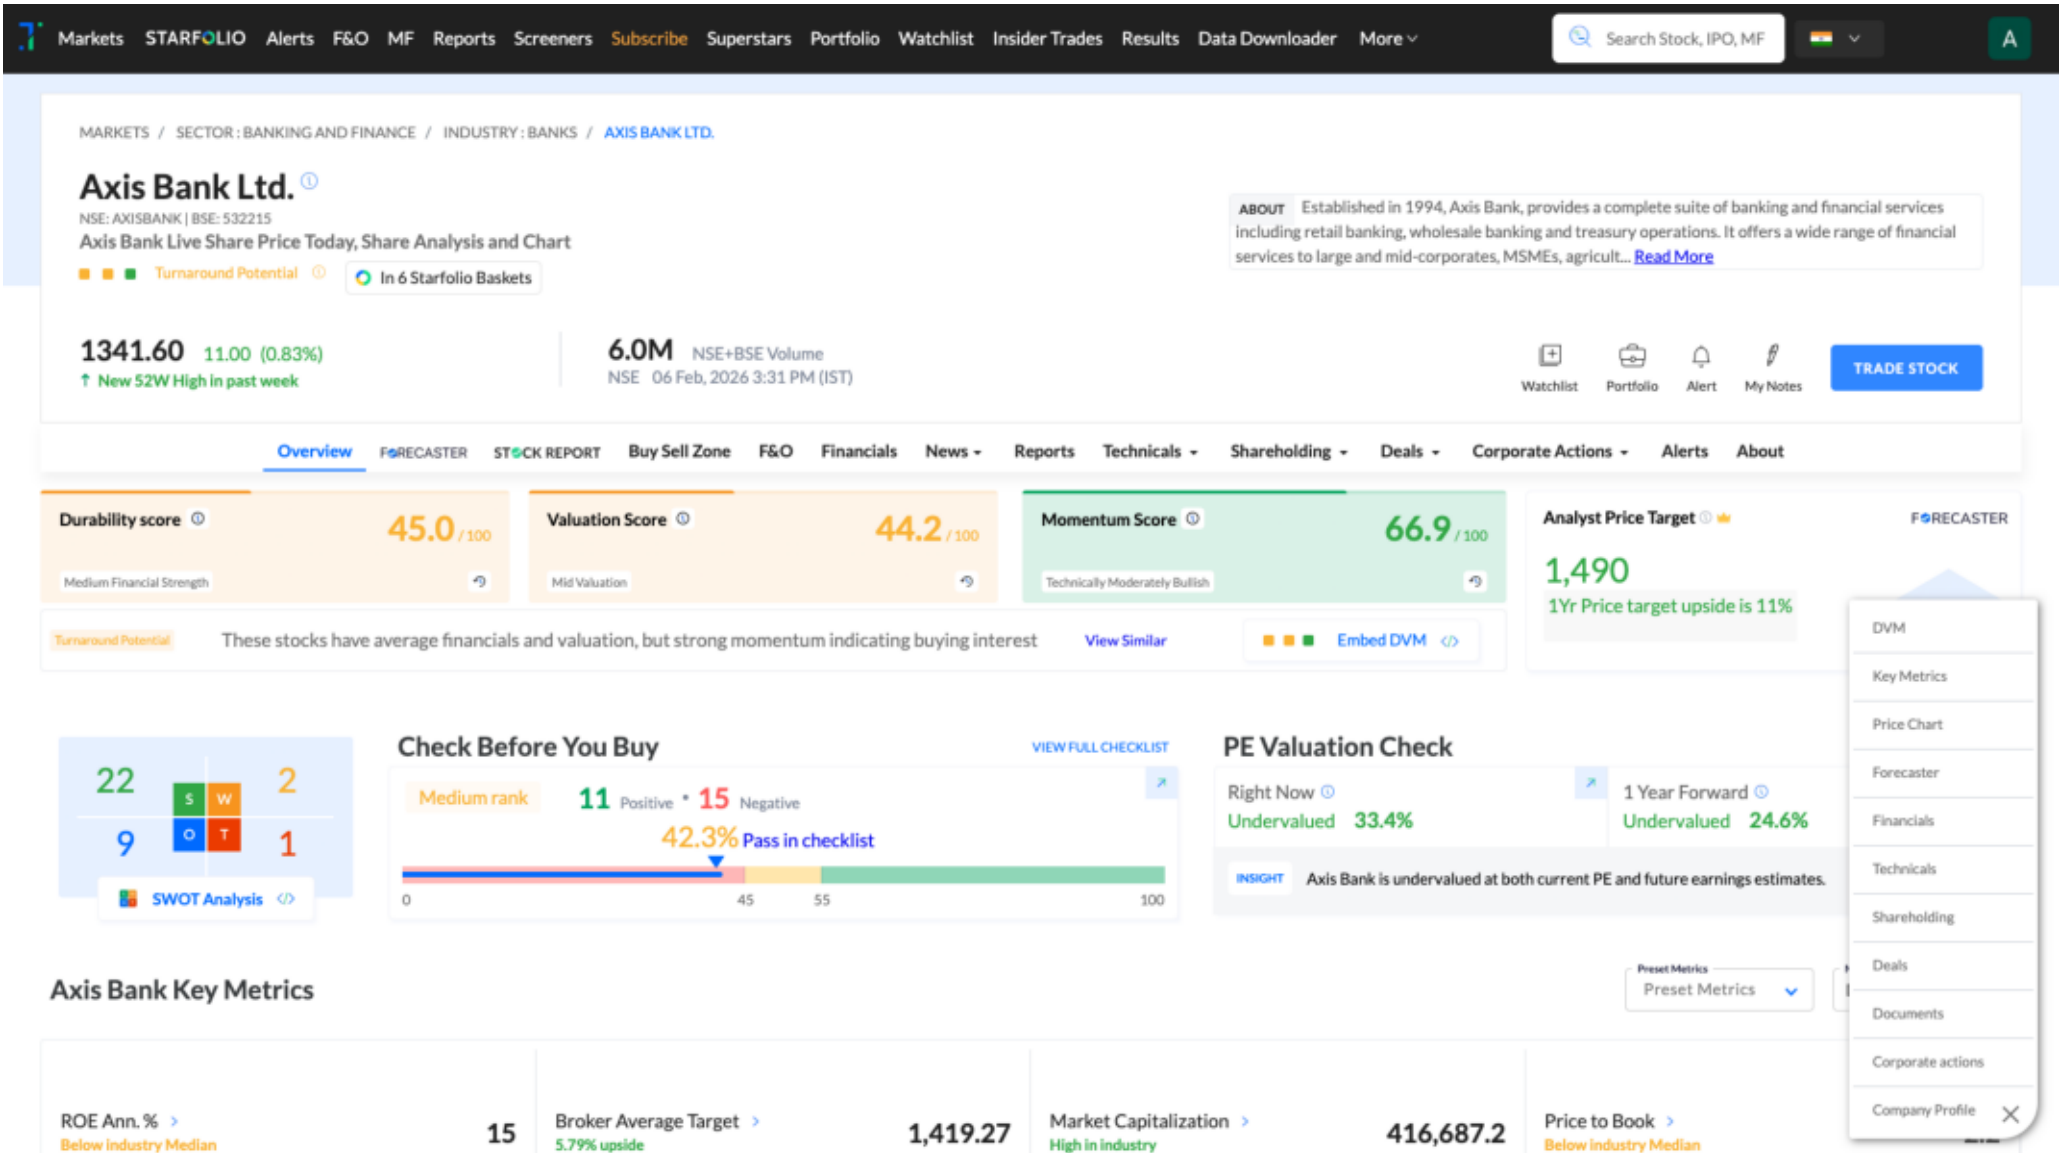 Markets STARFOLIO Alerts F&O MF Reports Screeners Subscribe Superstars Portfolio Watchlist Insider Trades Results Data Downloader More Search Stock, IPO, MF A
MARKETS / SECTOR : BANKING AND FINANCE / INDUSTRY : BANKS / AXIS BANK LTD.
Axis Bank Ltd.
NSE: AXISBANK | BSE: 532215
Axis Bank Live Share Price Today, Share Analysis and Chart
Turnaround Potential In 6 Starfolio Baskets
ABOUT Established in 1994, Axis Bank, provides a complete suite of banking and financial services
including retail banking, wholesale banking and treasury operations. It offers a wide range of financial
services to large and mid-corporates, MSMEs, agricult... Read More
1341.60 11.00 (0.83%)
↑ New 52W High in past week
6.0M NSE+BSE Volume
NSE 06 Feb, 2026 3:31 PM (IST)
Watchlist Portfolio Alert My Notes TRADE STOCK
Overview FORECASTER STOCK REPORT Buy Sell Zone F&O Financials News Reports Technicals Shareholding Deals Corporate Actions Alerts About
Durability score 45.0 / 100
Medium Financial Strength
Valuation Score 44.2 / 100
Mid Valuation
Momentum Score 66.9 / 100
Technically Moderately Bullish
Analyst Price Target FORECASTER
1,490
1Yr Price target upside is 11%
Turnaround Potential These stocks have average financials and valuation, but strong momentum indicating buying interest View Similar Embed DVM </>
22 S W 2
9 O T 1
SWOT Analysis </>
Check Before You Buy VIEW FULL CHECKLIST
Medium rank 11 Positive • 15 Negative
42.3% Pass in checklist
0 45 55 100
PE Valuation Check
Right Now
Undervalued 33.4%
1 Year Forward
Undervalued 24.6%
INSIGHT Axis Bank is undervalued at both current PE and future earnings estimates.
Axis Bank Key Metrics
Preset Metrics
Preset Metrics
ROE Ann. % > 15
Below industry Median
Broker Average Target > 1,419.27
5.79% upside
Market Capitalization > 416,687.2
High in industry
Price to Book >
Below industry Median
DVM
Key Metrics
Price Chart
Forecaster
Financials
Technicals
Shareholding
Deals
Documents
Corporate actions
Company Profile